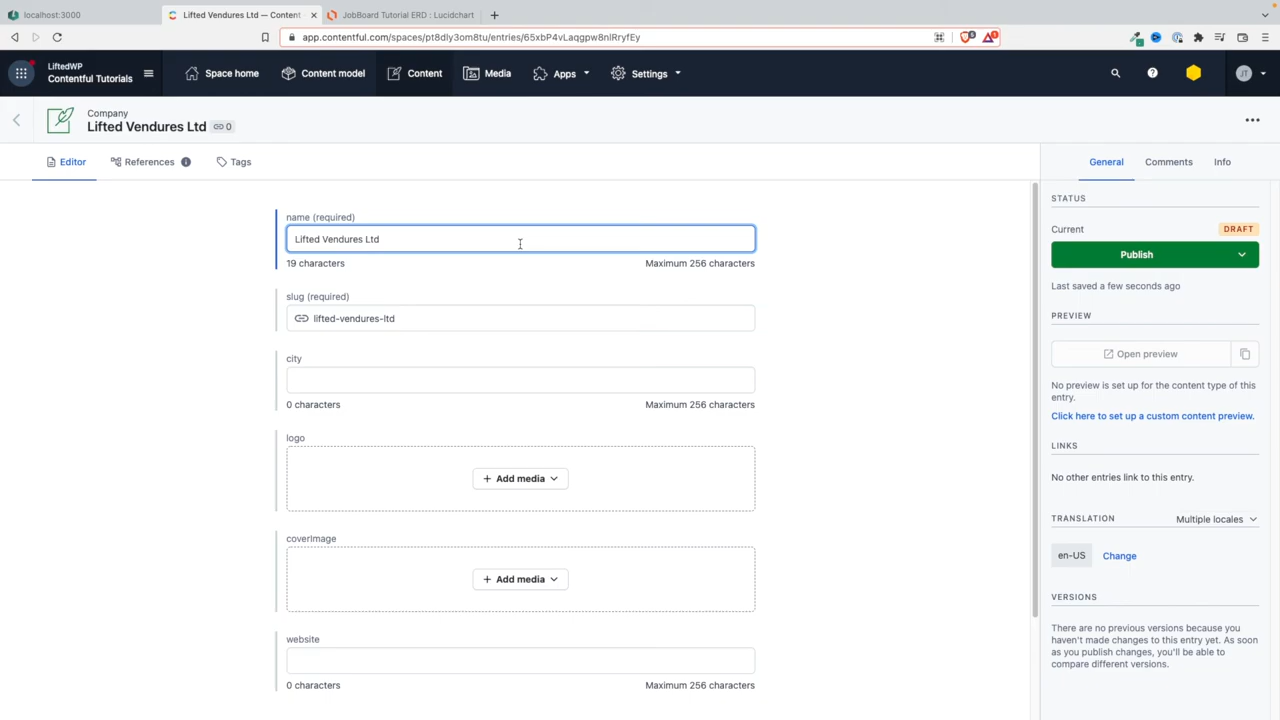 localhost:3000
Lifted Vendures Ltd — Content
JobBoard Tutorial ERD : Lucidchart
app.contentful.com/spaces/pt8dly3om8tu/entries/65xbP4vLaqgpw8nlRryfEy
LiftedWP
Contentful Tutorials
Space home
Content model
Content
Media
Apps
Settings
JT
Company
Lifted Vendures Ltd
0
Editor
References
Tags
name (required)
Lifted Vendures Ltd
19 characters
Maximum 256 characters
slug (required)
lifted-vendures-ltd
city
0 characters
Maximum 256 characters
logo
+ Add media
coverImage
+ Add media
website
0 characters
Maximum 256 characters
General
Comments
Info
STATUS
Current
DRAFT
Publish
Last saved a few seconds ago
PREVIEW
Open preview
No preview is set up for the content type of this
entry.
Click here to set up a custom content preview.
LINKS
No other entries link to this entry.
TRANSLATION
Multiple locales
en-US
Change
VERSIONS
There are no previous versions because you
haven't made changes to this entry yet. As soon
as you publish changes, you'll be able to
compare different versions.